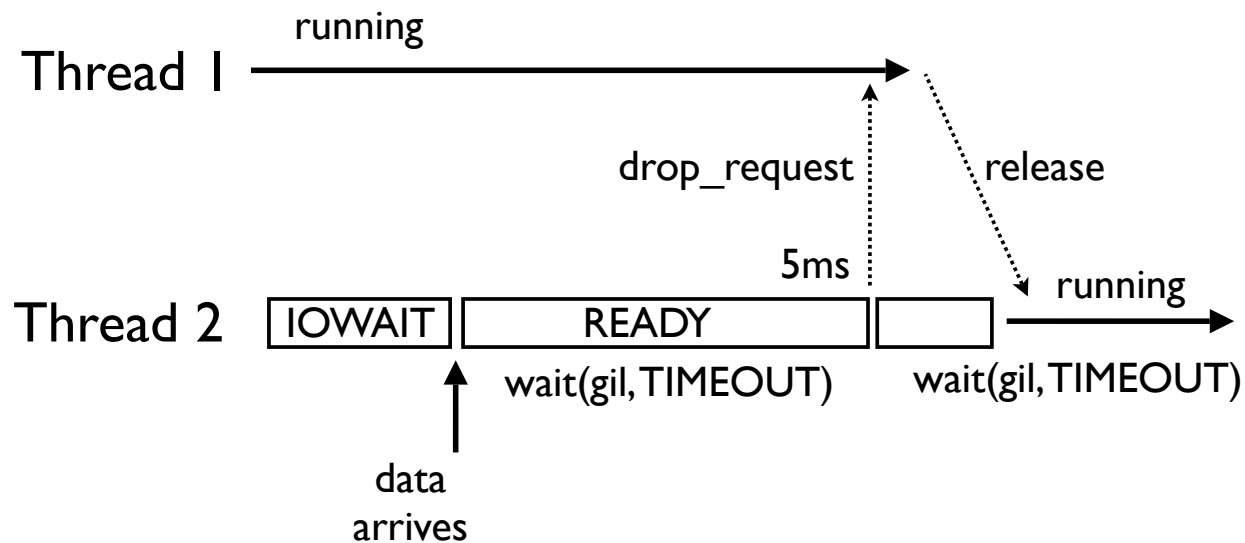 running
Thread 1
drop_request
release
5ms
running
Thread 2
IOWAIT
READY
wait(gil, TIMEOUT)
wait(gil, TIMEOUT)
data
arrives